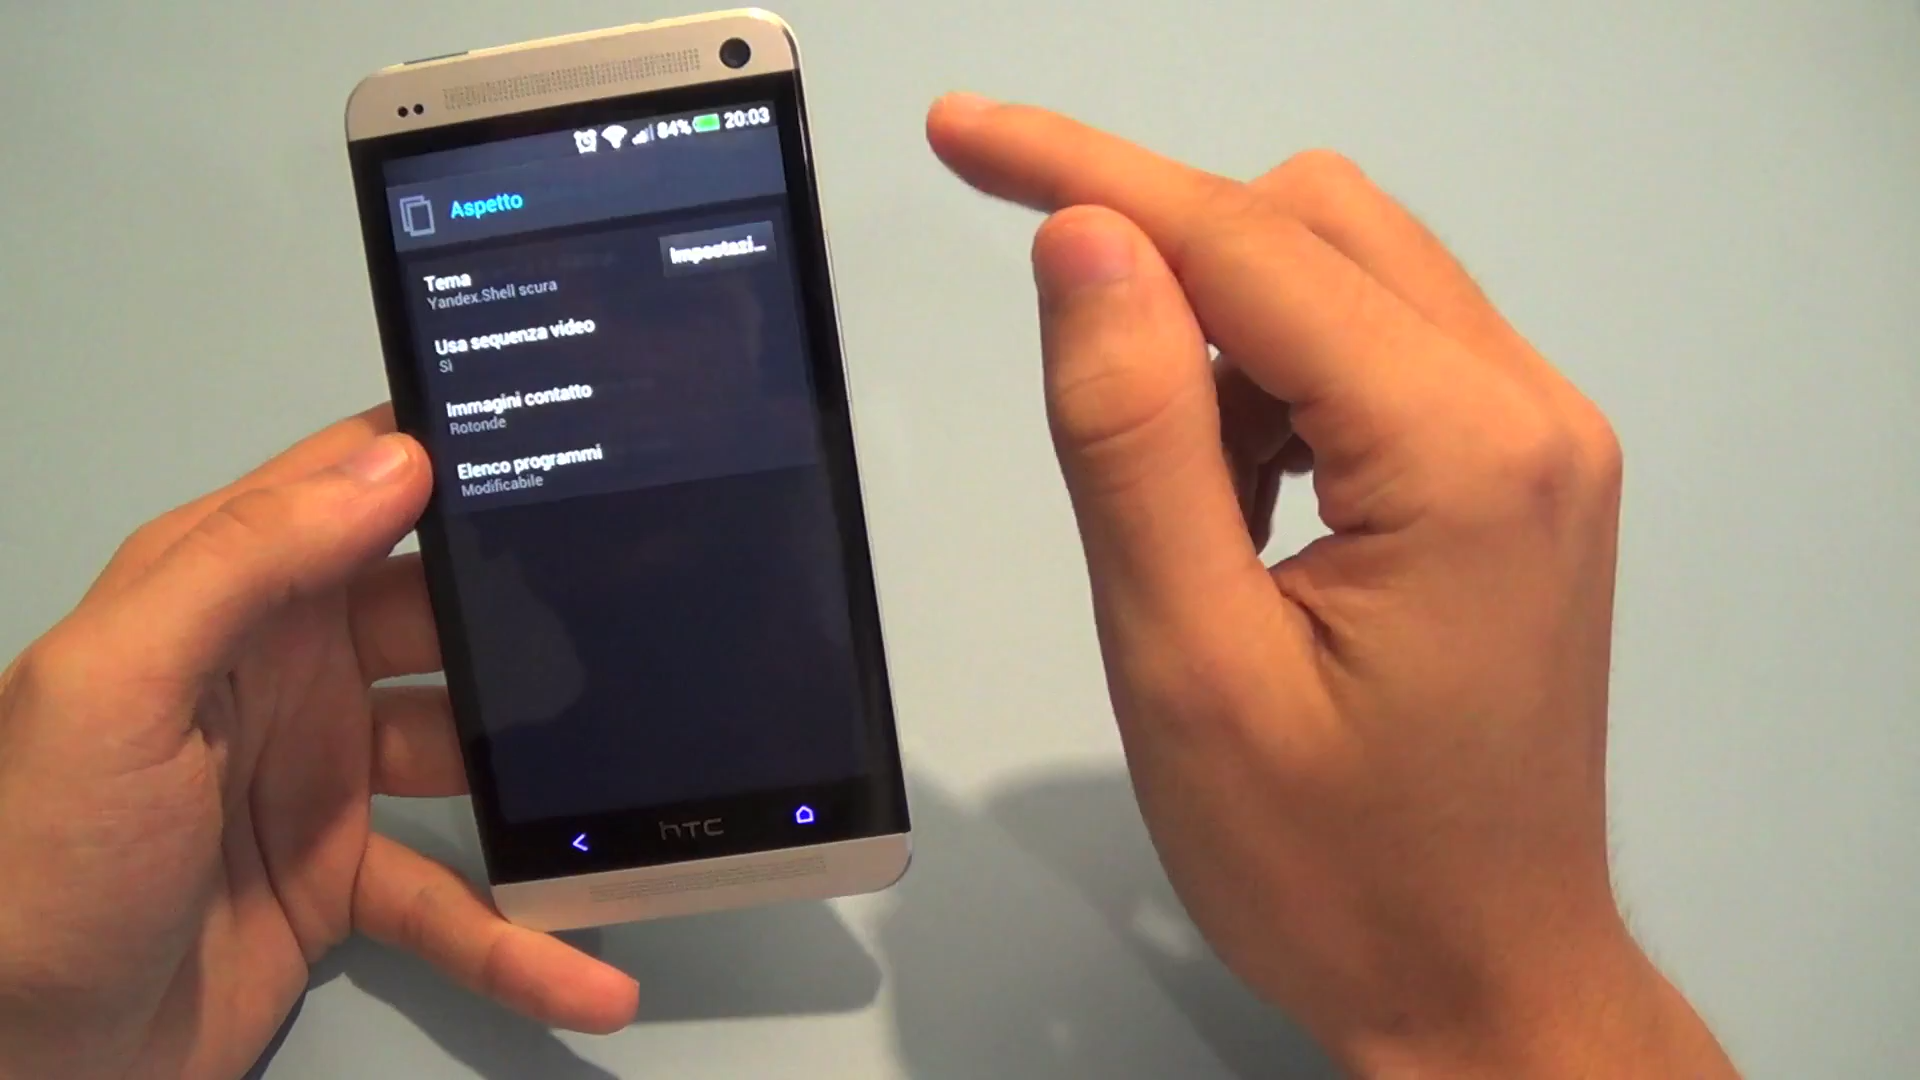 84% 20:03
Aspetto
Impostazi...
Tema
Yandex.Shell scura
Usa sequenza video
Sì
Immagini contatto
Rotonde
Elenco programmi
Modificabile
hTC